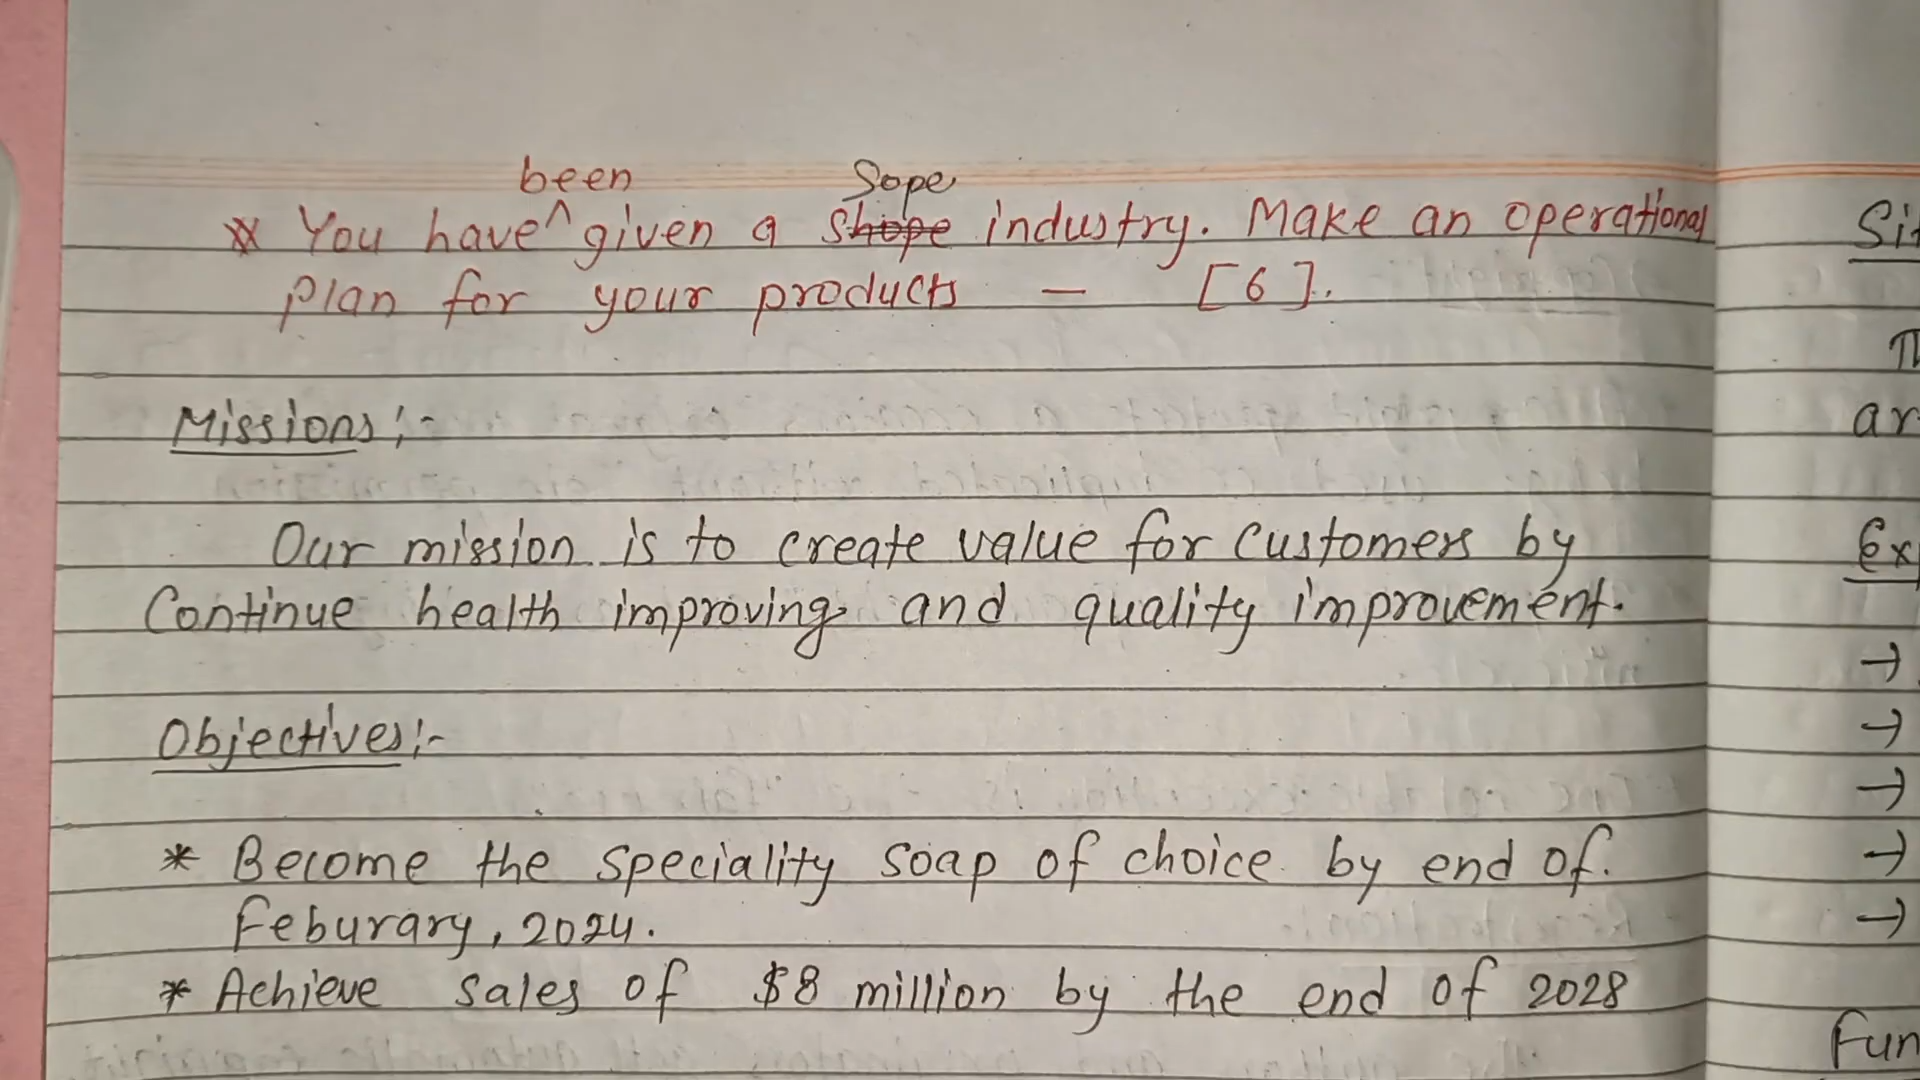 been Sope
* You have ^ given a Shope industry. Make an operational
Plan for your products — [6].
Missions :-
Our mission is to create value for customers by
Continue health improving and quality improvement.
Objectives :-
* Become the speciality soap of choice by end of.
Feburary, 2024.
* Achieve sales of $8 million by the end of 2028
ar
→
→
→
→
→
Fun